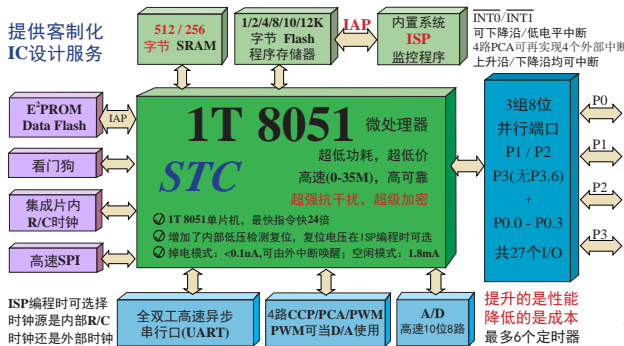 提供客制化
IC设计服务
512 / 256
字节 SRAM
1/2/4/8/10/12K
字节 Flash
程序存储器
IAP
内置系统
ISP
监控程序
INT0/INT1
可下降沿/低电平中断
4路PCA可再实现4个外部中断
上升沿/下降沿均可中断
E²PROM
Data Flash
IAP
看门狗
集成片内
R/C时钟
高速SPI
1T 8051 微处理器
STC
超低功耗，超低价
高速(0-35M)，高可靠
超强抗干扰，超级加密
1T 8051单片机，最快指令快24倍
增加了内部低压检测复位，复位电压在ISP编程时可选
掉电模式：<0.1uA,可由外中断唤醒；空闲模式：1.8mA
3组8位
并行端口
P1 / P2
P3(无P3.6)
+
P0.0 - P0.3
共27个I/O
P0
P1
P2
P3
ISP编程时可选择
时钟源是内部R/C
时钟还是外部时钟
全双工高速异步
串行口(UART)
4路CCP/PCA/PWM
PWM可当D/A使用
A/D
高速10位8路
提升的是性能
降低的是成本
最多6个定时器